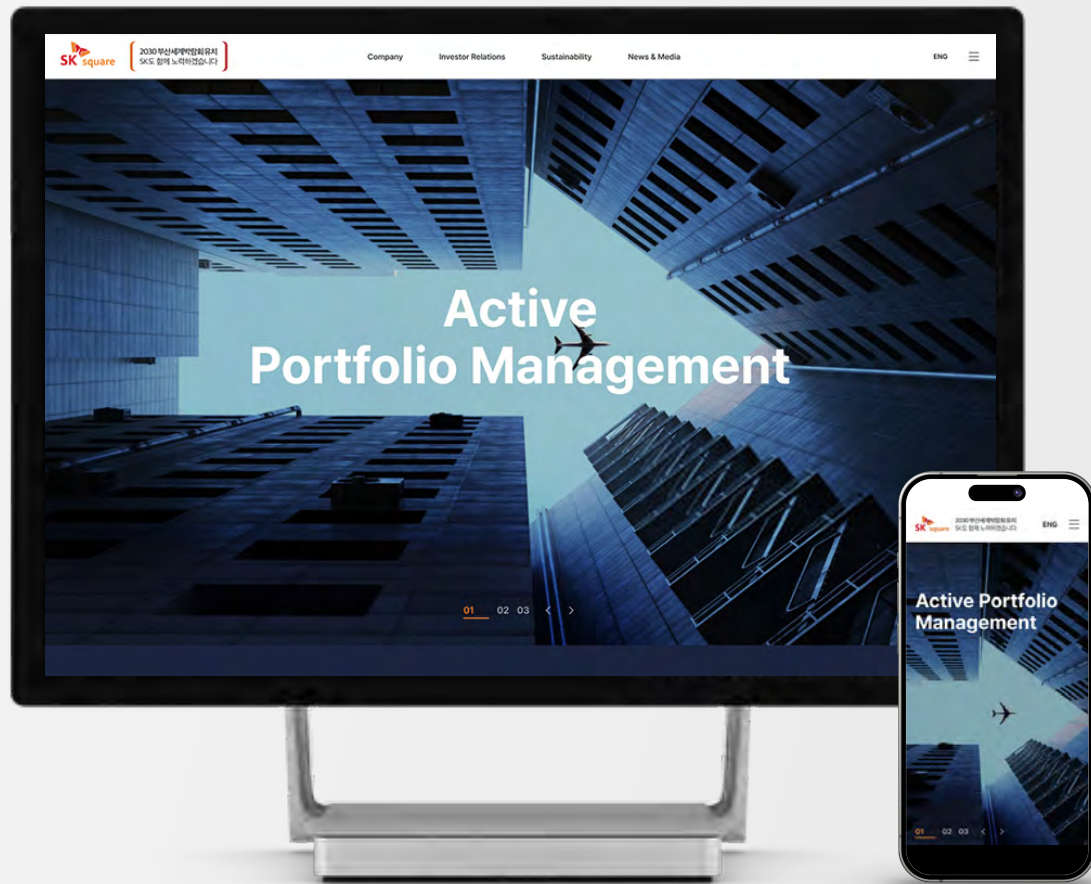 SK square
2030 부산세계박람회유치
SK도 함께 노력하겠습니다
Company Investor Relations Sustainability News & Media
ENG
Active
Portfolio Management
01 02 03 < >
SK square
2030 부산세계박람회유치
SK도 함께 노력하겠습니다
ENG
Active Portfolio
Management
01 02 03 < >